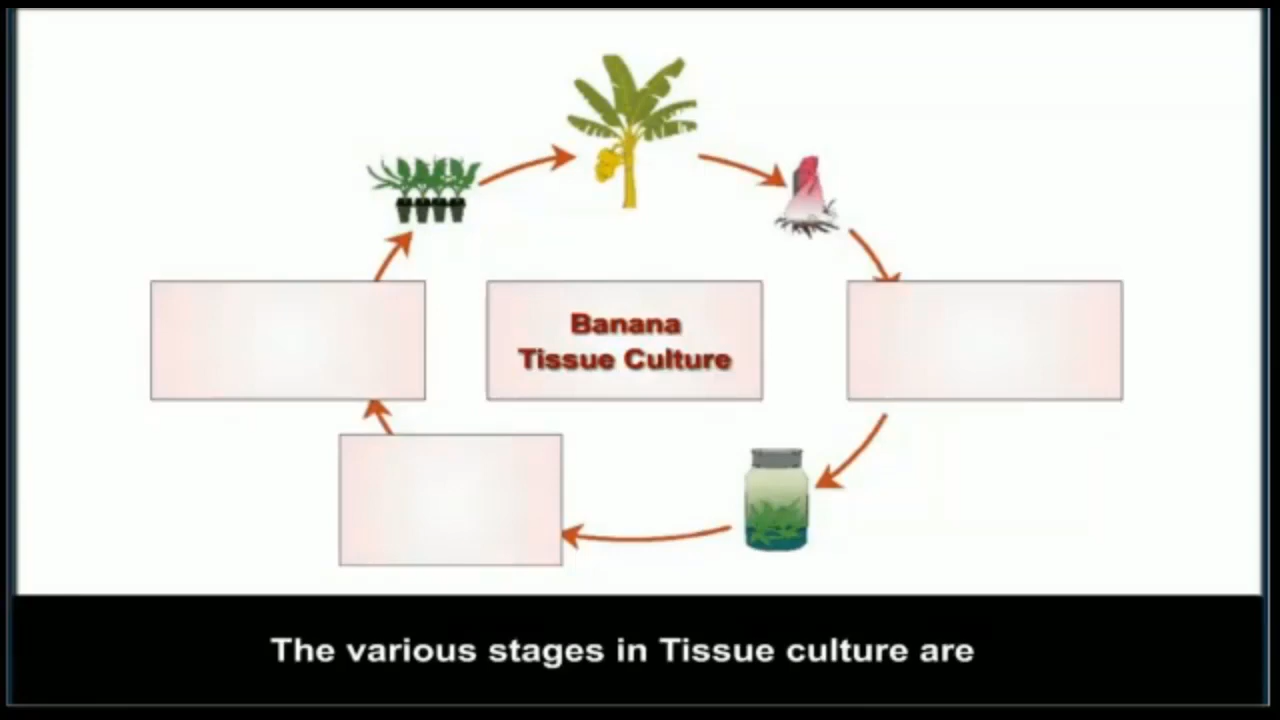 Banana
Tissue Culture
The various stages in Tissue culture are